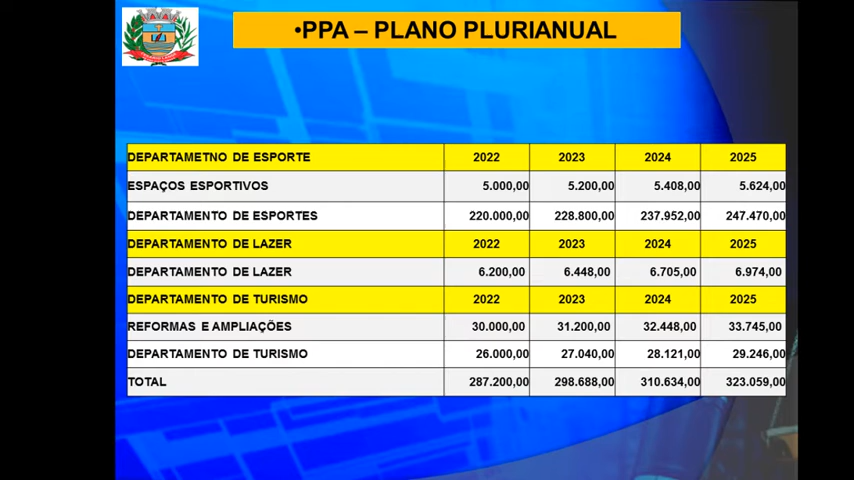 •PPA – PLANO PLURIANUAL
DEPARTAMETNO DE ESPORTE 2022 2023 2024 2025
ESPAÇOS ESPORTIVOS 5.000,00 5.200,00 5.408,00 5.624,00
DEPARTAMENTO DE ESPORTES 220.000,00 228.800,00 237.952,00 247.470,00
DEPARTAMENTO DE LAZER 2022 2023 2024 2025
DEPARTAMENTO DE LAZER 6.200,00 6.448,00 6.705,00 6.974,00
DEPARTAMENTO DE TURISMO 2022 2023 2024 2025
REFORMAS E AMPLIAÇÕES 30.000,00 31.200,00 32.448,00 33.745,00
DEPARTAMENTO DE TURISMO 26.000,00 27.040,00 28.121,00 29.246,00
TOTAL 287.200,00 298.688,00 310.634,00 323.059,00